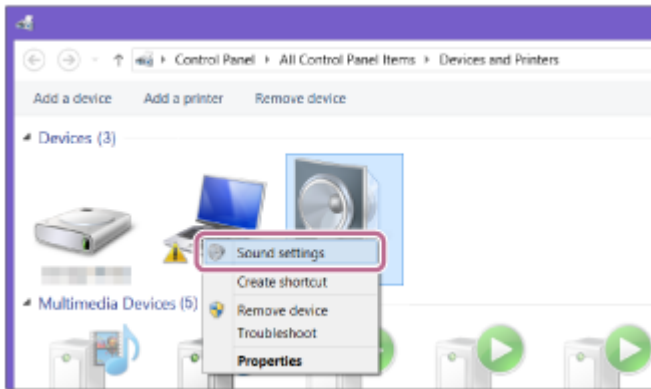 Control Panel All Control Panel Items Devices and Printers
Add a device Add a printer Remove device
Devices (3)
Sound settings
Create shortcut
Multimedia Devices (5)
Remove device
Troubleshoot
Properties